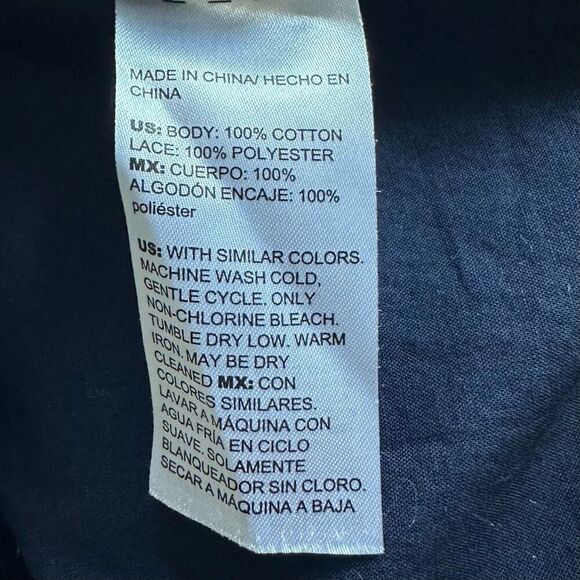 MADE IN CHINA/ HECHO EN
CHINA
US: BODY: 100% COTTON
LACE: 100% POLYESTER
MX: CUERPO: 100%
ALGODÓN ENCAJE: 100%
poliéster
US: WITH SIMILAR COLORS.
MACHINE WASH COLD,
GENTLE CYCLE. ONLY
NON-CHLORINE BLEACH.
TUMBLE DRY LOW. WARM
IRON. MAY BE DRY
CLEANED MX: CON
COLORES SIMILARES.
LAVAR A MÁQUINA CON
AGUA FRÍA EN CICLO
SUAVE. SOLAMENTE
BLANQUEADOR SIN CLORO.
SECAR A MÁQUINA A BAJA